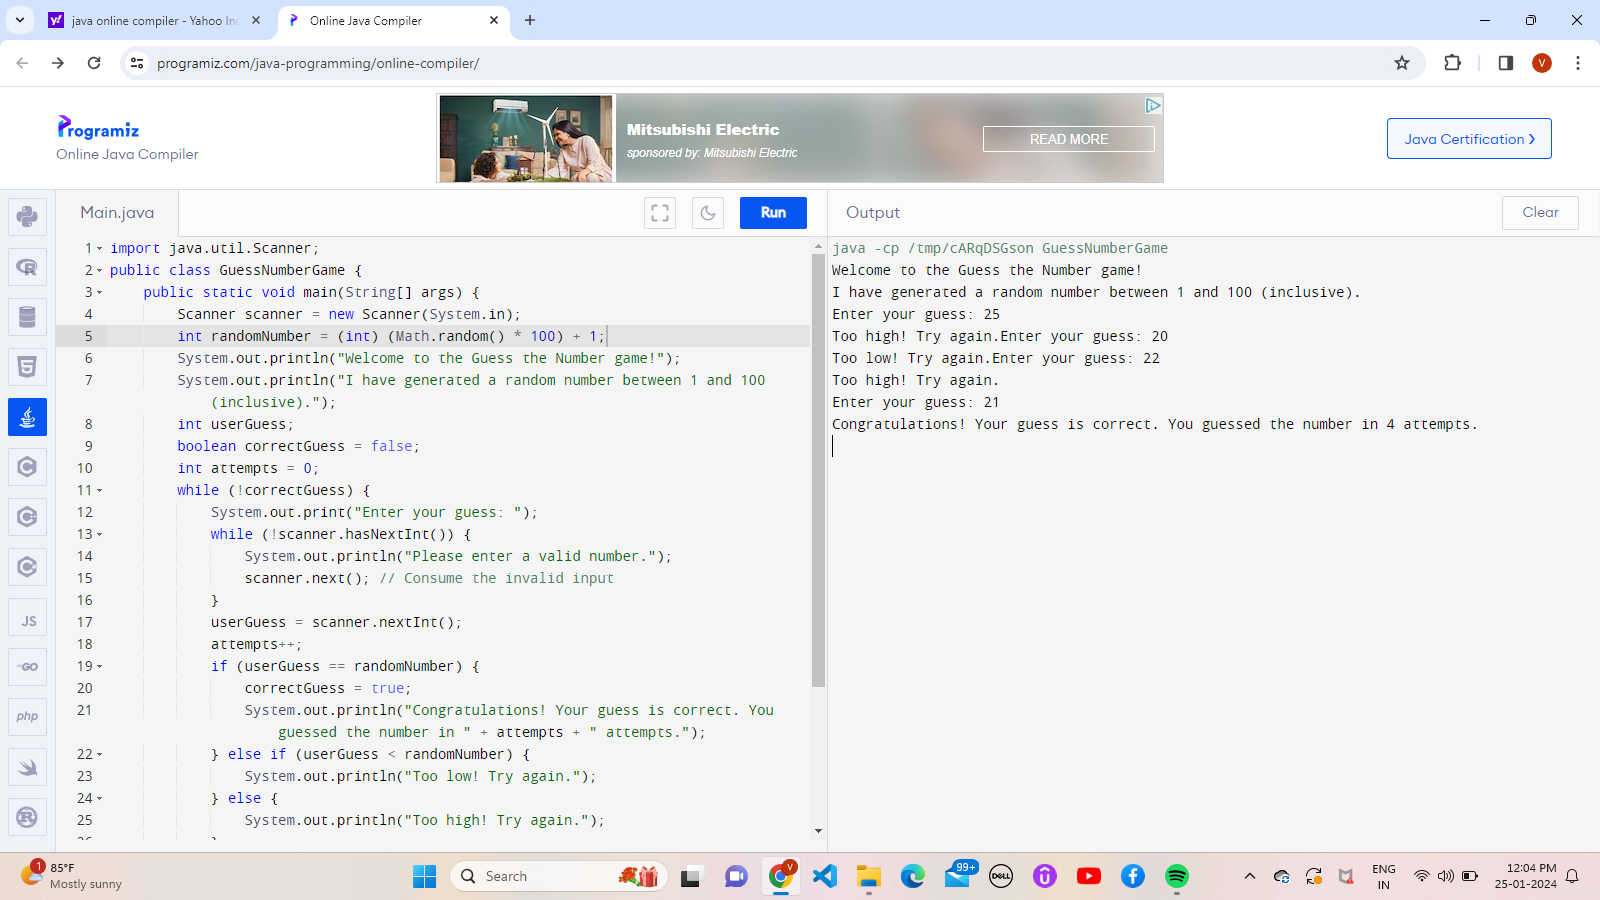 java online compiler - Yahoo In
Online Java Compiler
programiz.com/java-programming/online-compiler/
V
Programiz
Online Java Compiler
Mitsubishi Electric
sponsored by: Mitsubishi Electric
READ MORE
Java Certification
Main.java
Run
Output
Clear
1 import java.util.Scanner;
2 public class GuessNumberGame {
3 public static void main(String[] args) {
4 Scanner scanner = new Scanner(System.in);
5 int randomNumber = (int) (Math.random() * 100) + 1;
6 System.out.println("Welcome to the Guess the Number game!");
7 System.out.println("I have generated a random number between 1 and 100
(inclusive).");
8 int userGuess;
9 boolean correctGuess = false;
10 int attempts = 0;
11 while (!correctGuess) {
12 System.out.print("Enter your guess: ");
13 while (!scanner.hasNextInt()) {
14 System.out.println("Please enter a valid number.");
15 scanner.next(); // Consume the invalid input
16 }
17 userGuess = scanner.nextInt();
18 attempts++;
19 if (userGuess == randomNumber) {
20 correctGuess = true;
21 System.out.println("Congratulations! Your guess is correct. You
guessed the number in " + attempts + " attempts.");
22 } else if (userGuess < randomNumber) {
23 System.out.println("Too low! Try again.");
24 } else {
25 System.out.println("Too high! Try again.");
java -cp /tmp/cARqDSGson GuessNumberGame
Welcome to the Guess the Number game!
I have generated a random number between 1 and 100 (inclusive).
Enter your guess: 25
Too high! Try again.Enter your guess: 20
Too low! Try again.Enter your guess: 22
Too high! Try again.
Enter your guess: 21
Congratulations! Your guess is correct. You guessed the number in 4 attempts.
JS
GO
php
1
85°F
Mostly sunny
Search
V
99+
DELL
ENG
IN
12:04 PM
25-01-2024